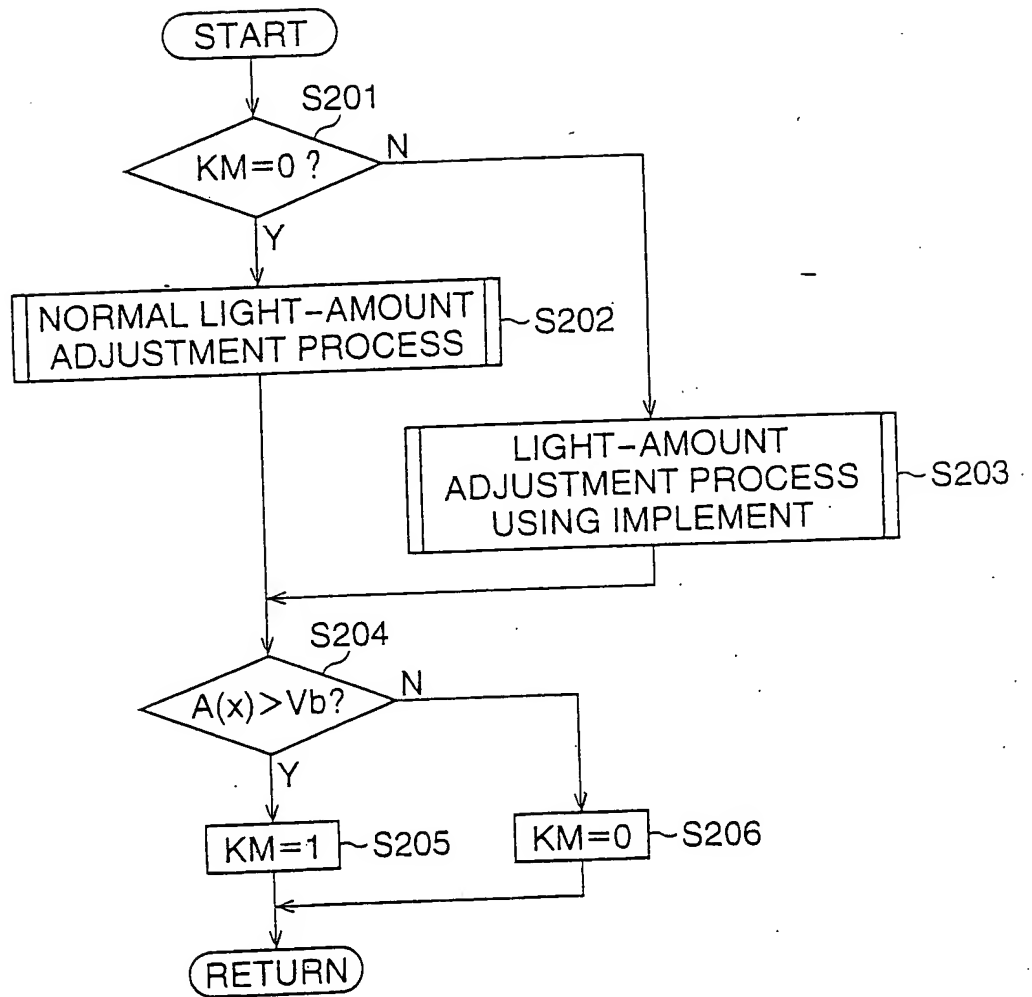 START
S201
KM=0 ?
N
Y
NORMAL LIGHT-AMOUNT
ADJUSTMENT PROCESS
S202
LIGHT-AMOUNT
ADJUSTMENT PROCESS
USING IMPLEMENT
S203
S204
A(x)>Vb?
N
Y
KM=1
S205
KM=0
S206
RETURN